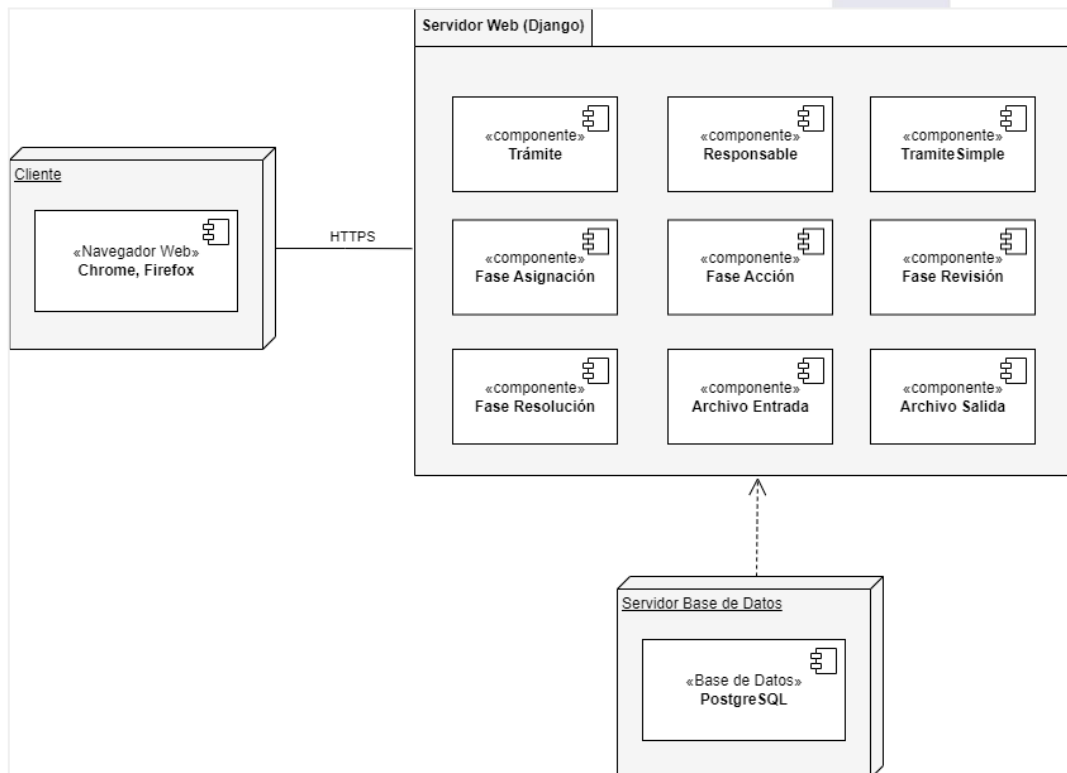 Servidor Web (Django)
«componente»
Trámite
«componente»
Responsable
«componente»
TramiteSimple
Cliente
«Navegador Web»
Chrome, Firefox
HTTPS
«componente»
Fase Asignación
«componente»
Fase Acción
«componente»
Fase Revisión
«componente»
Fase Resolución
«componente»
Archivo Entrada
«componente»
Archivo Salida
Servidor Base de Datos
«Base de Datos»
PostgreSQL